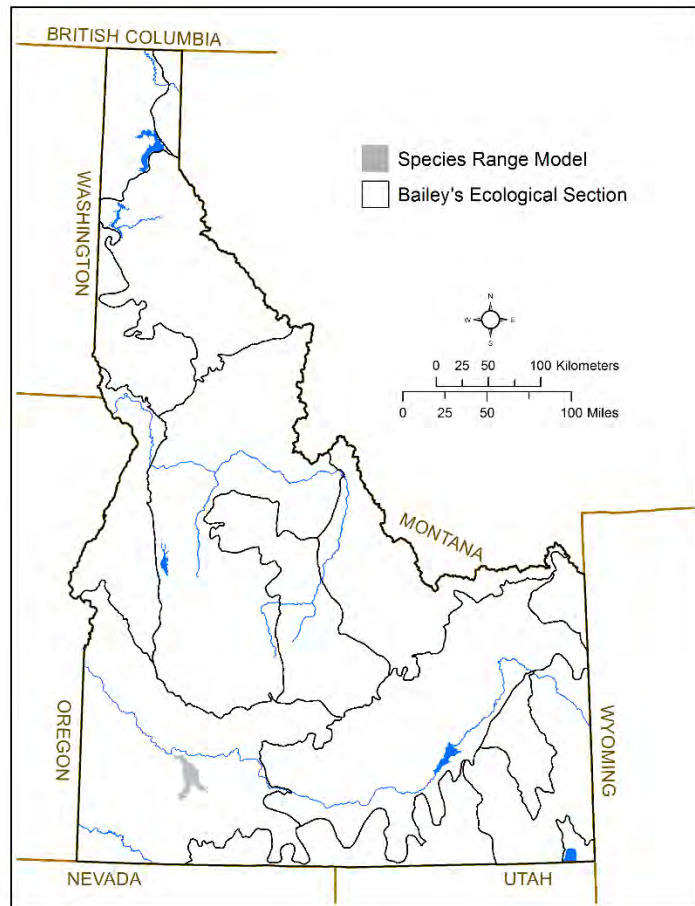 BRITISH COLUMBIA
WASHINGTON
Species Range Model
Bailey's Ecological Section
N
W E
S
0 25 50 100 Kilometers
0 25 50 100 Miles
MONTANA
OREGON
WYOMING
NEVADA
UTAH